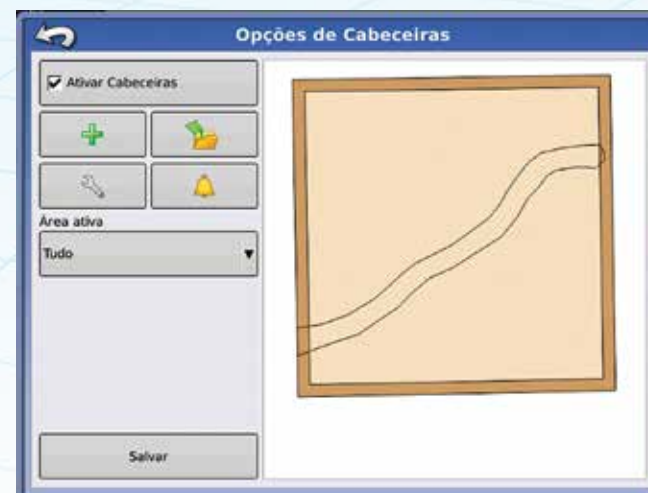 Opções de Cabeceiras
Ativar Cabeceiras
Área ativa
Tudo
Salvar